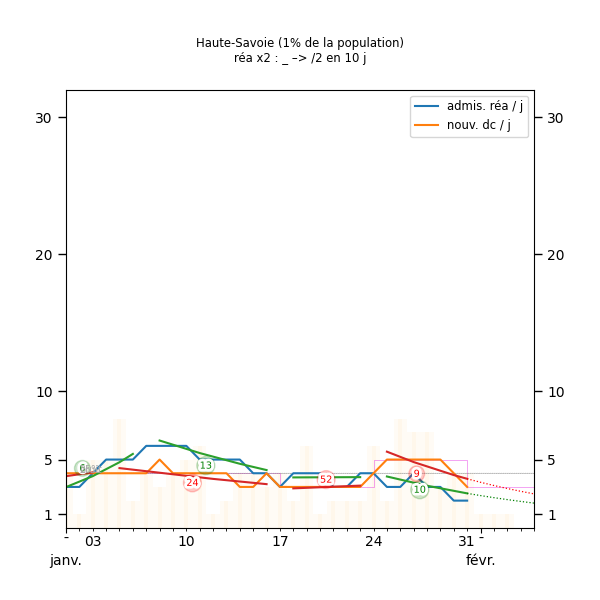 Haute-Savoie (1% de la population)
réa x2 : _ –> /2 en 10 j
admis. réa / j
nouv. dc / j
30 30
20 20
10 10
5 5
1 1
6
13
24
52
9
10
03 10 17 24 31
janv. févr.